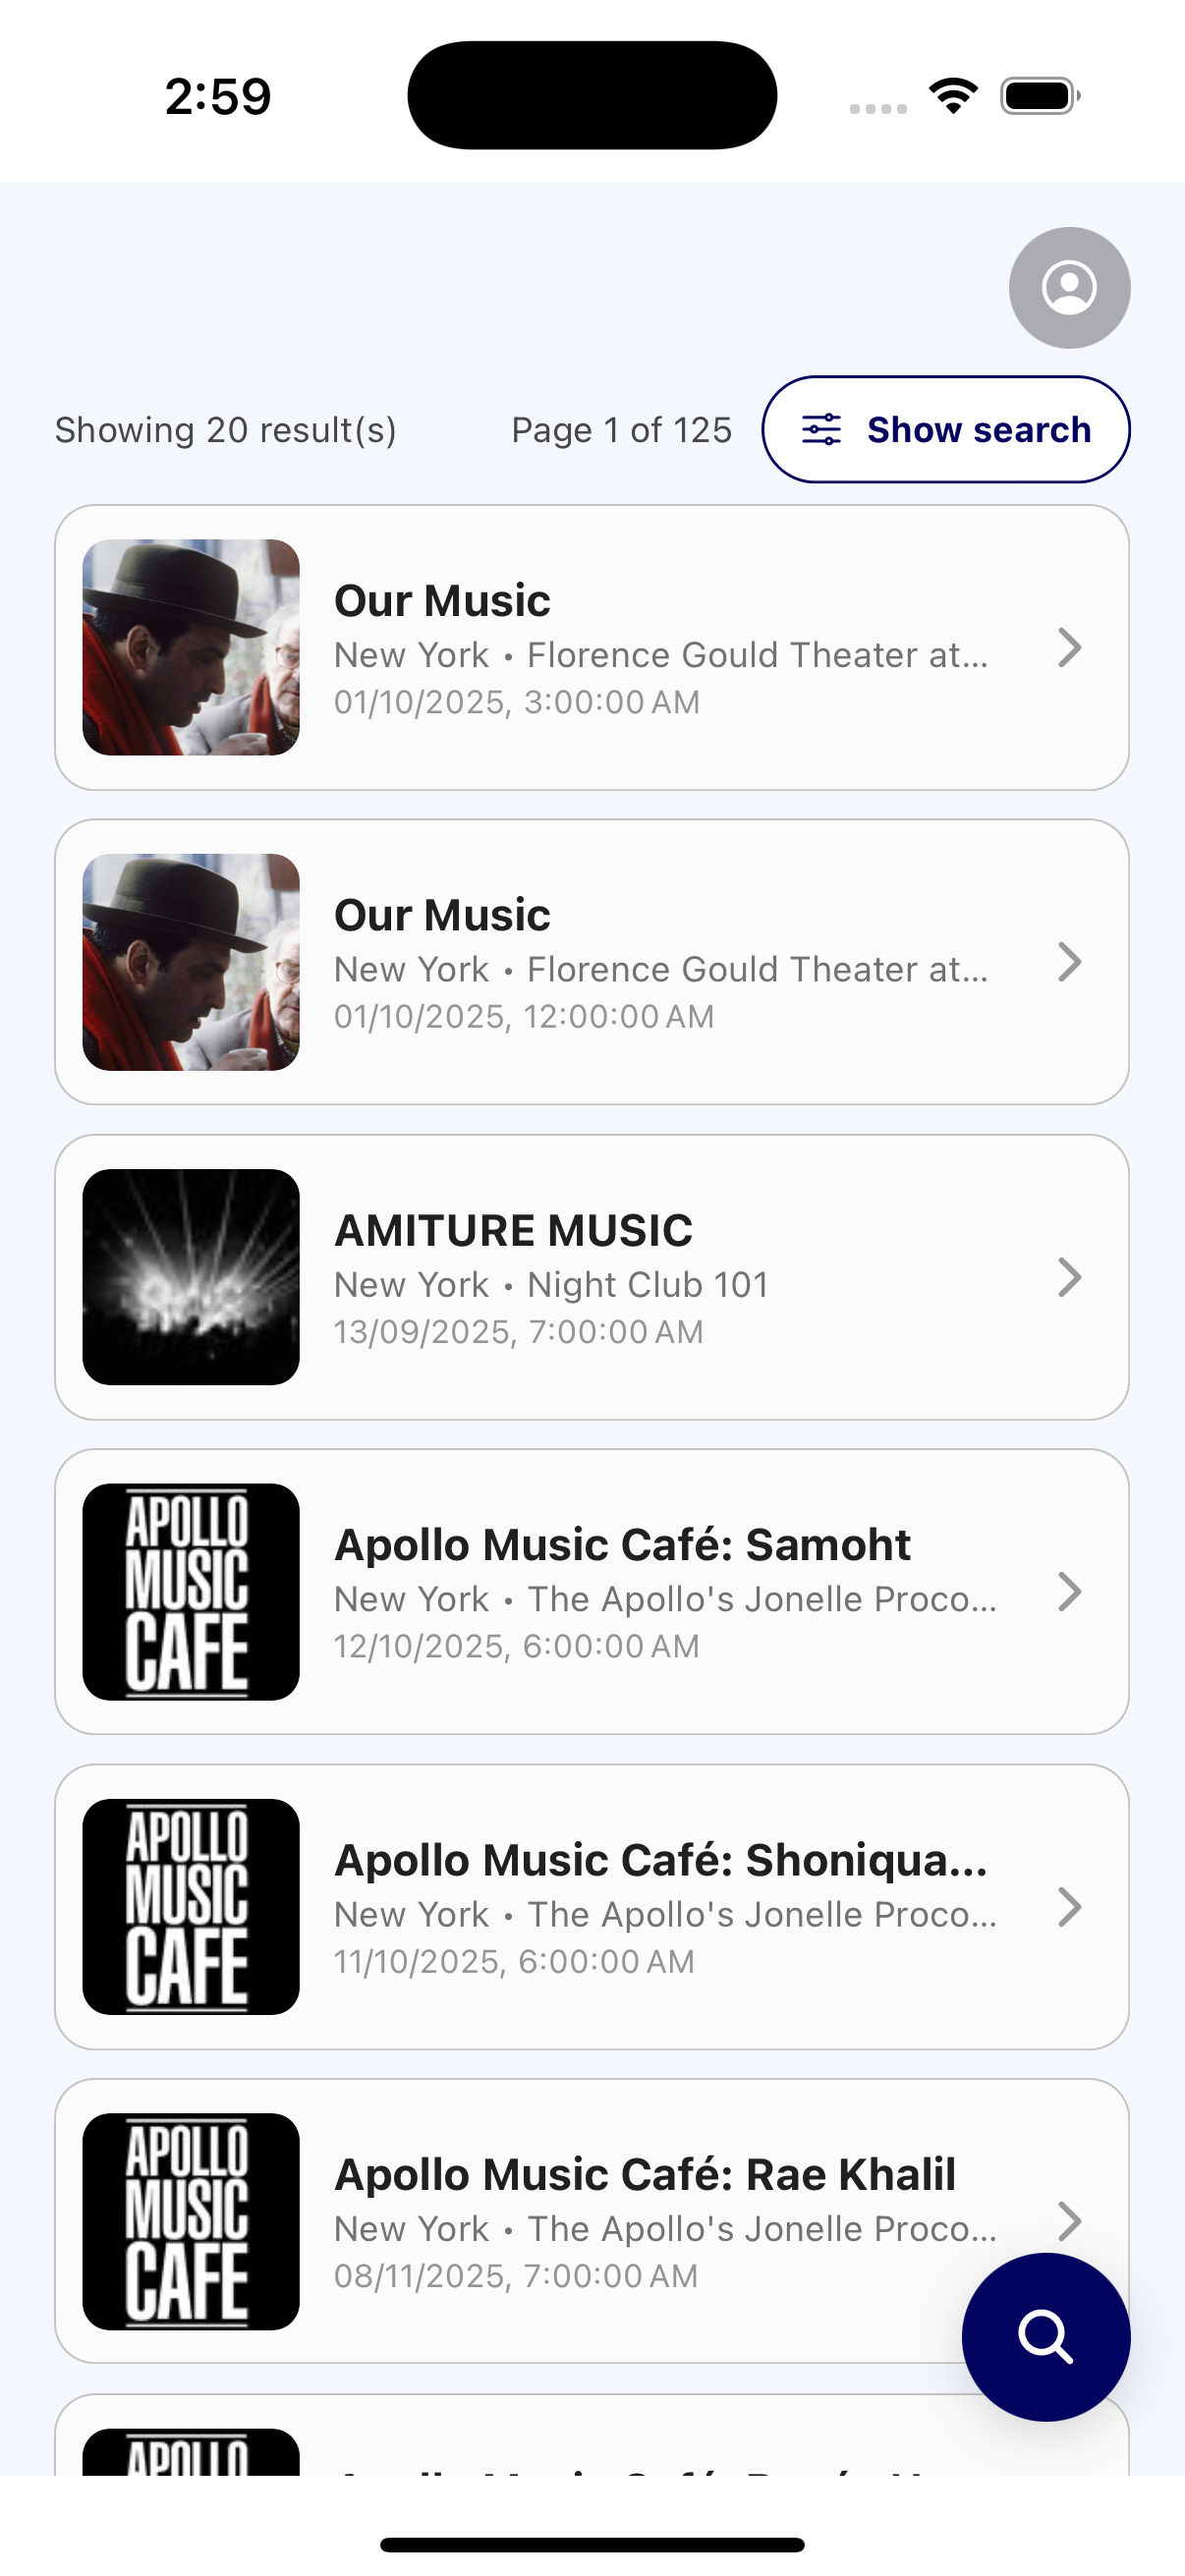 2:59
Showing 20 result(s)
Page 1 of 125
Show search
Our Music
New York • Florence Gould Theater at...
01/10/2025, 3:00:00 AM
Our Music
New York • Florence Gould Theater at...
01/10/2025, 12:00:00 AM
AMITURE MUSIC
New York • Night Club 101
13/09/2025, 7:00:00 AM
APOLLO
MUSIC
CAFE
Apollo Music Café: Samoht
New York • The Apollo's Jonelle Proco...
12/10/2025, 6:00:00 AM
APOLLO
MUSIC
CAFE
Apollo Music Café: Shoniqua...
New York • The Apollo's Jonelle Proco...
11/10/2025, 6:00:00 AM
APOLLO
MUSIC
CAFE
Apollo Music Café: Rae Khalil
New York • The Apollo's Jonelle Proco...
08/11/2025, 7:00:00 AM
APOLLO
Apollo Music Café: